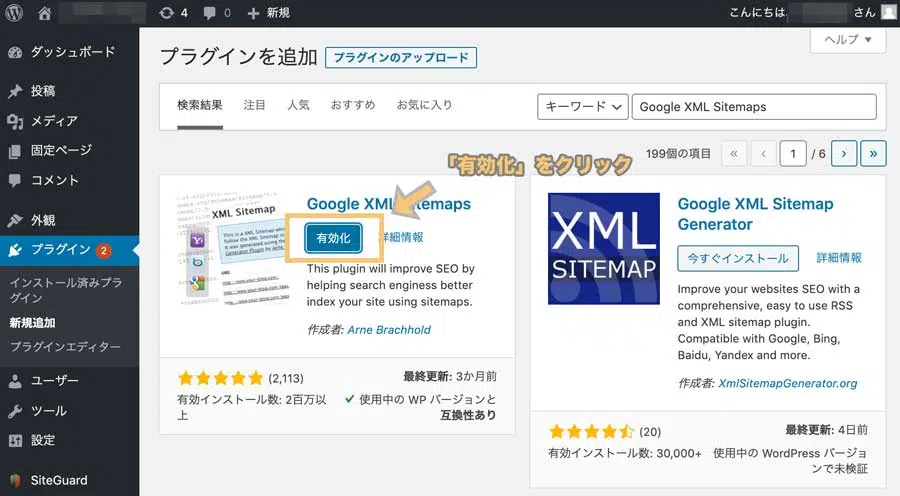 4 0 + 新規
こんにちは、 さん
ヘルプ ▼
ダッシュボード
投稿
メディア
固定ページ
コメント
外観
プラグイン 2
インストール済みプラ
グイン
新規追加
プラグインエディター
ユーザー
ツール
設定
SiteGuard
プラグインを追加 プラグインのアップロード
検索結果 注目 人気 おすすめ お気に入り
キーワード Google XML Sitemaps
199個の項目 « ‹ 1 / 6 › »
「有効化」をクリック
XML Sitemap
Google XML Sitemaps
有効化 詳細情報
This plugin will improve SEO by
helping search enginess better
index your site using sitemaps.
作成者: Arne Brachhold
(2,113)
有効インストール数: 2百万以
上
最終更新: 3か月前
✓ 使用中の WP バージョンと
互換性あり
XML
SITEMAP
Google XML Sitemap
Generator
今すぐインストール 詳細情報
Improve your websites SEO with a
comprehensive, easy to use RSS
and XML sitemap plugin.
Compatible with Google, Bing,
Baidu, Yandex and more.
作成者: XmlSitemapGenerator.org
(20)
有効インストール数: 30,000+
最終更新: 4日前
使用中の WordPress バージョ
ンで未検証